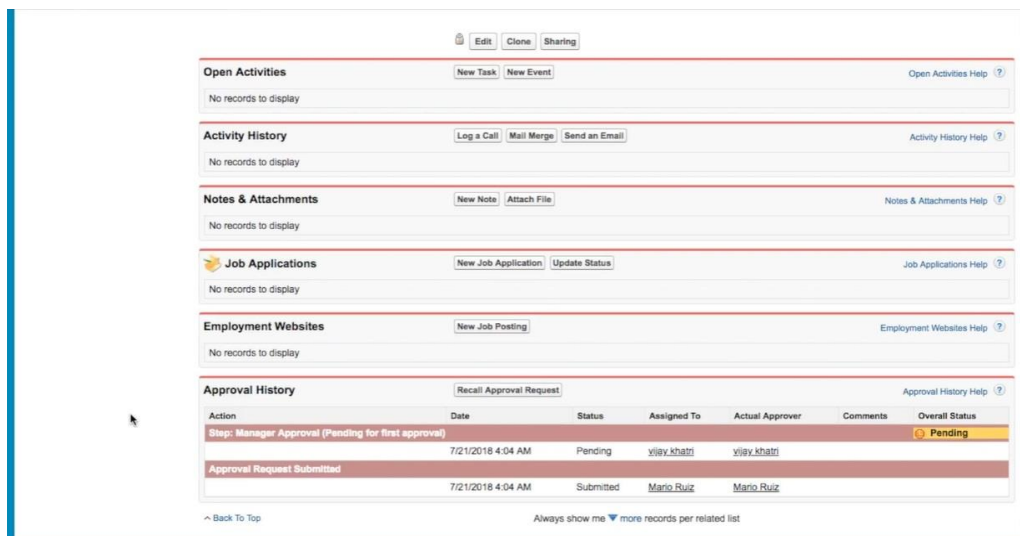 Edit Clone Sharing
Open Activities New Task New Event Open Activities Help ?
No records to display
Activity History Log a Call Mail Merge Send an Email Activity History Help ?
No records to display
Notes & Attachments New Note Attach File Notes & Attachments Help ?
No records to display
Job Applications New Job Application Update Status Job Applications Help ?
No records to display
Employment Websites New Job Posting Employment Websites Help ?
No records to display
Approval History Recall Approval Request Approval History Help ?
Action Date Status Assigned To Actual Approver Comments Overall Status
Step: Manager Approval (Pending for first approval) Pending
7/21/2018 4:04 AM Pending vijay khatri vijay khatri
Approval Request Submitted
7/21/2018 4:04 AM Submitted Mario Ruiz Mario Ruiz
^ Back To Top Always show me ▼ more records per related list